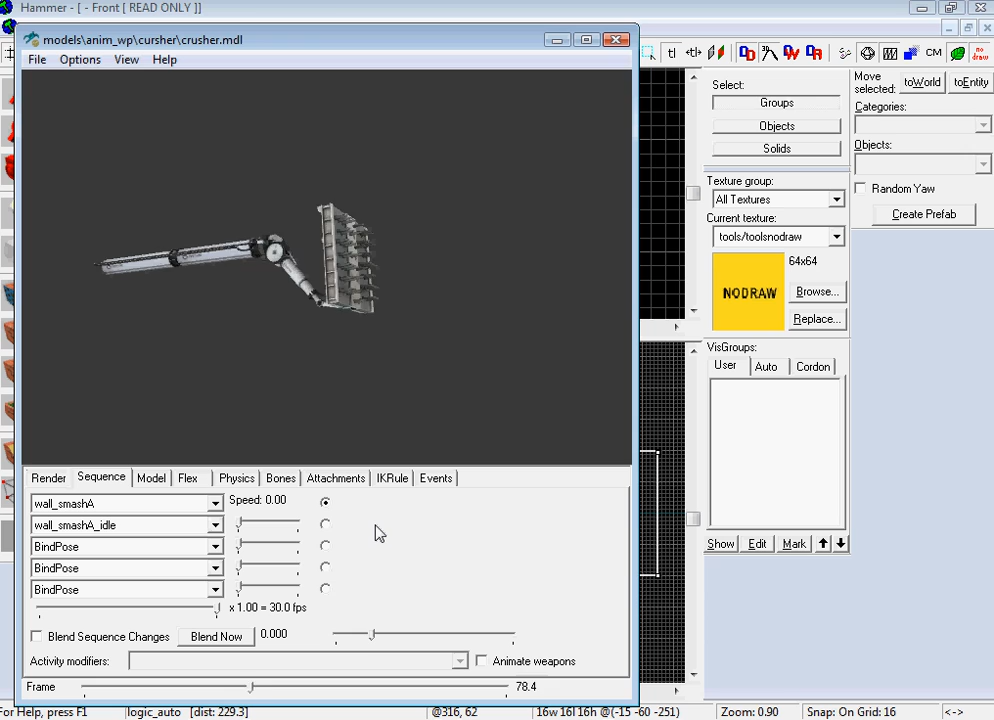 Hammer - [ - Front [ READ ONLY ]]
models\anim_wp\cursher\crusher.mdl
File Options View Help
tl
CM
no draw
Select:
Groups
Objects
Solids
Move selected:
toWorld
toEntity
Categories:
Objects:
Random Yaw
Create Prefab
Texture group:
All Textures
Current texture:
tools/toolsnodraw
NODRAW
64x64
Browse...
Replace...
VisGroups:
User Auto Cordon
Show Edit Mark
Render Sequence Model Flex Physics Bones Attachments IKRule Events
wall_smashA Speed: 0.00
wall_smashA_idle
BindPose
BindPose
BindPose
x 1.00 = 30.0 fps
Blend Sequence Changes Blend Now 0.000
Activity modifiers: Animate weapons
Frame 78.4
For Help, press F1 logic_auto [dist: 229.3] @316, 62 16w 16l 16h @(-15 -60 -251) Zoom: 0.90 Snap: On Grid: 16 <->